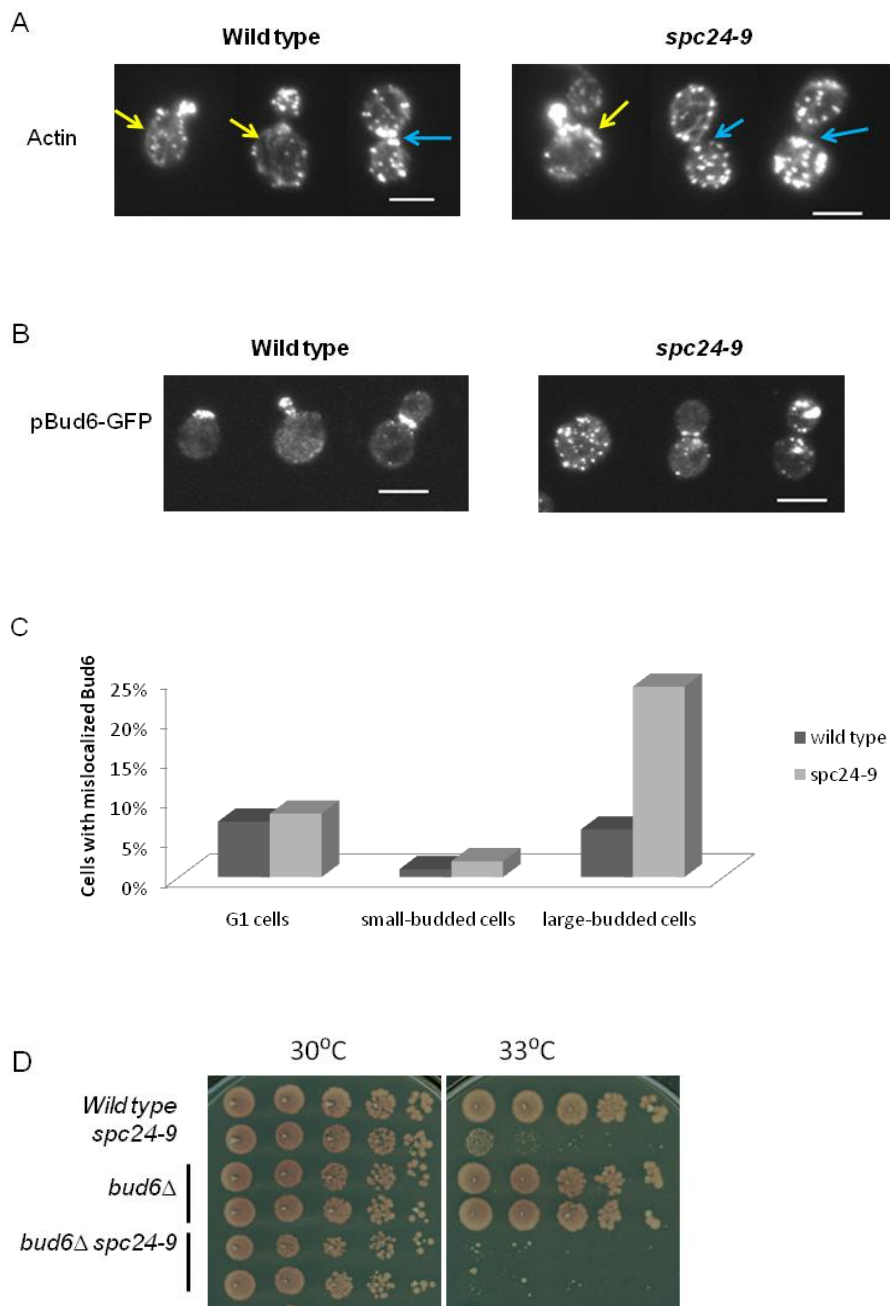 A
Wild type
spc24-9
Actin
B
Wild type
spc24-9
pBud6-GFP
C
Cells with mislocalized Bud6
25%
20%
15%
10%
5%
0%
wild type
spc24-9
G1 cells
small-budded cells
large-budded cells
D
30⁰C
33⁰C
Wild type
spc24-9
bud6Δ
bud6Δ spc24-9